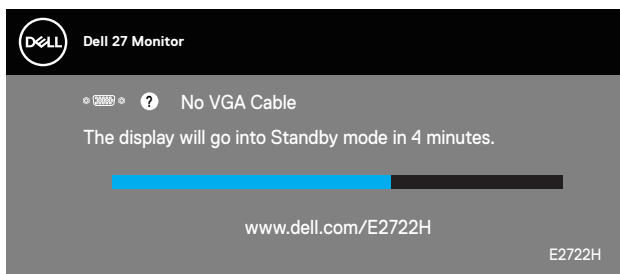 DELL
Dell 27 Monitor
? No VGA Cable
The display will go into Standby mode in 4 minutes.
www.dell.com/E2722H
E2722H